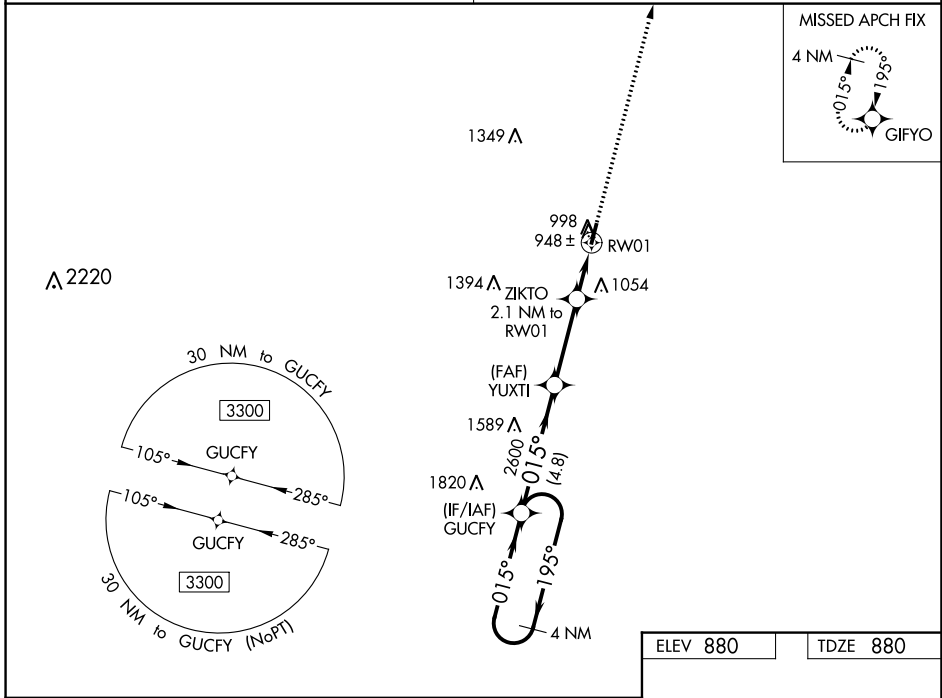 MISSED APCH FIX
4 NM
015°
195°
GIFYO
1349
998
948 ±
RW01
2220
1394
ZIKTO
1054
2.1 NM to
RW01
30 NM to GUCFY
3300
(FAF)
YUXTI
1589
2600
015°
(4.8)
105°
GUCFY
285°
1820
(IF/IAF)
GUCFY
105°
GUCFY
285°
3300
30 NM to GUCFY (NoPT)
015°
195°
4 NM
ELEV 880
TDZE 880